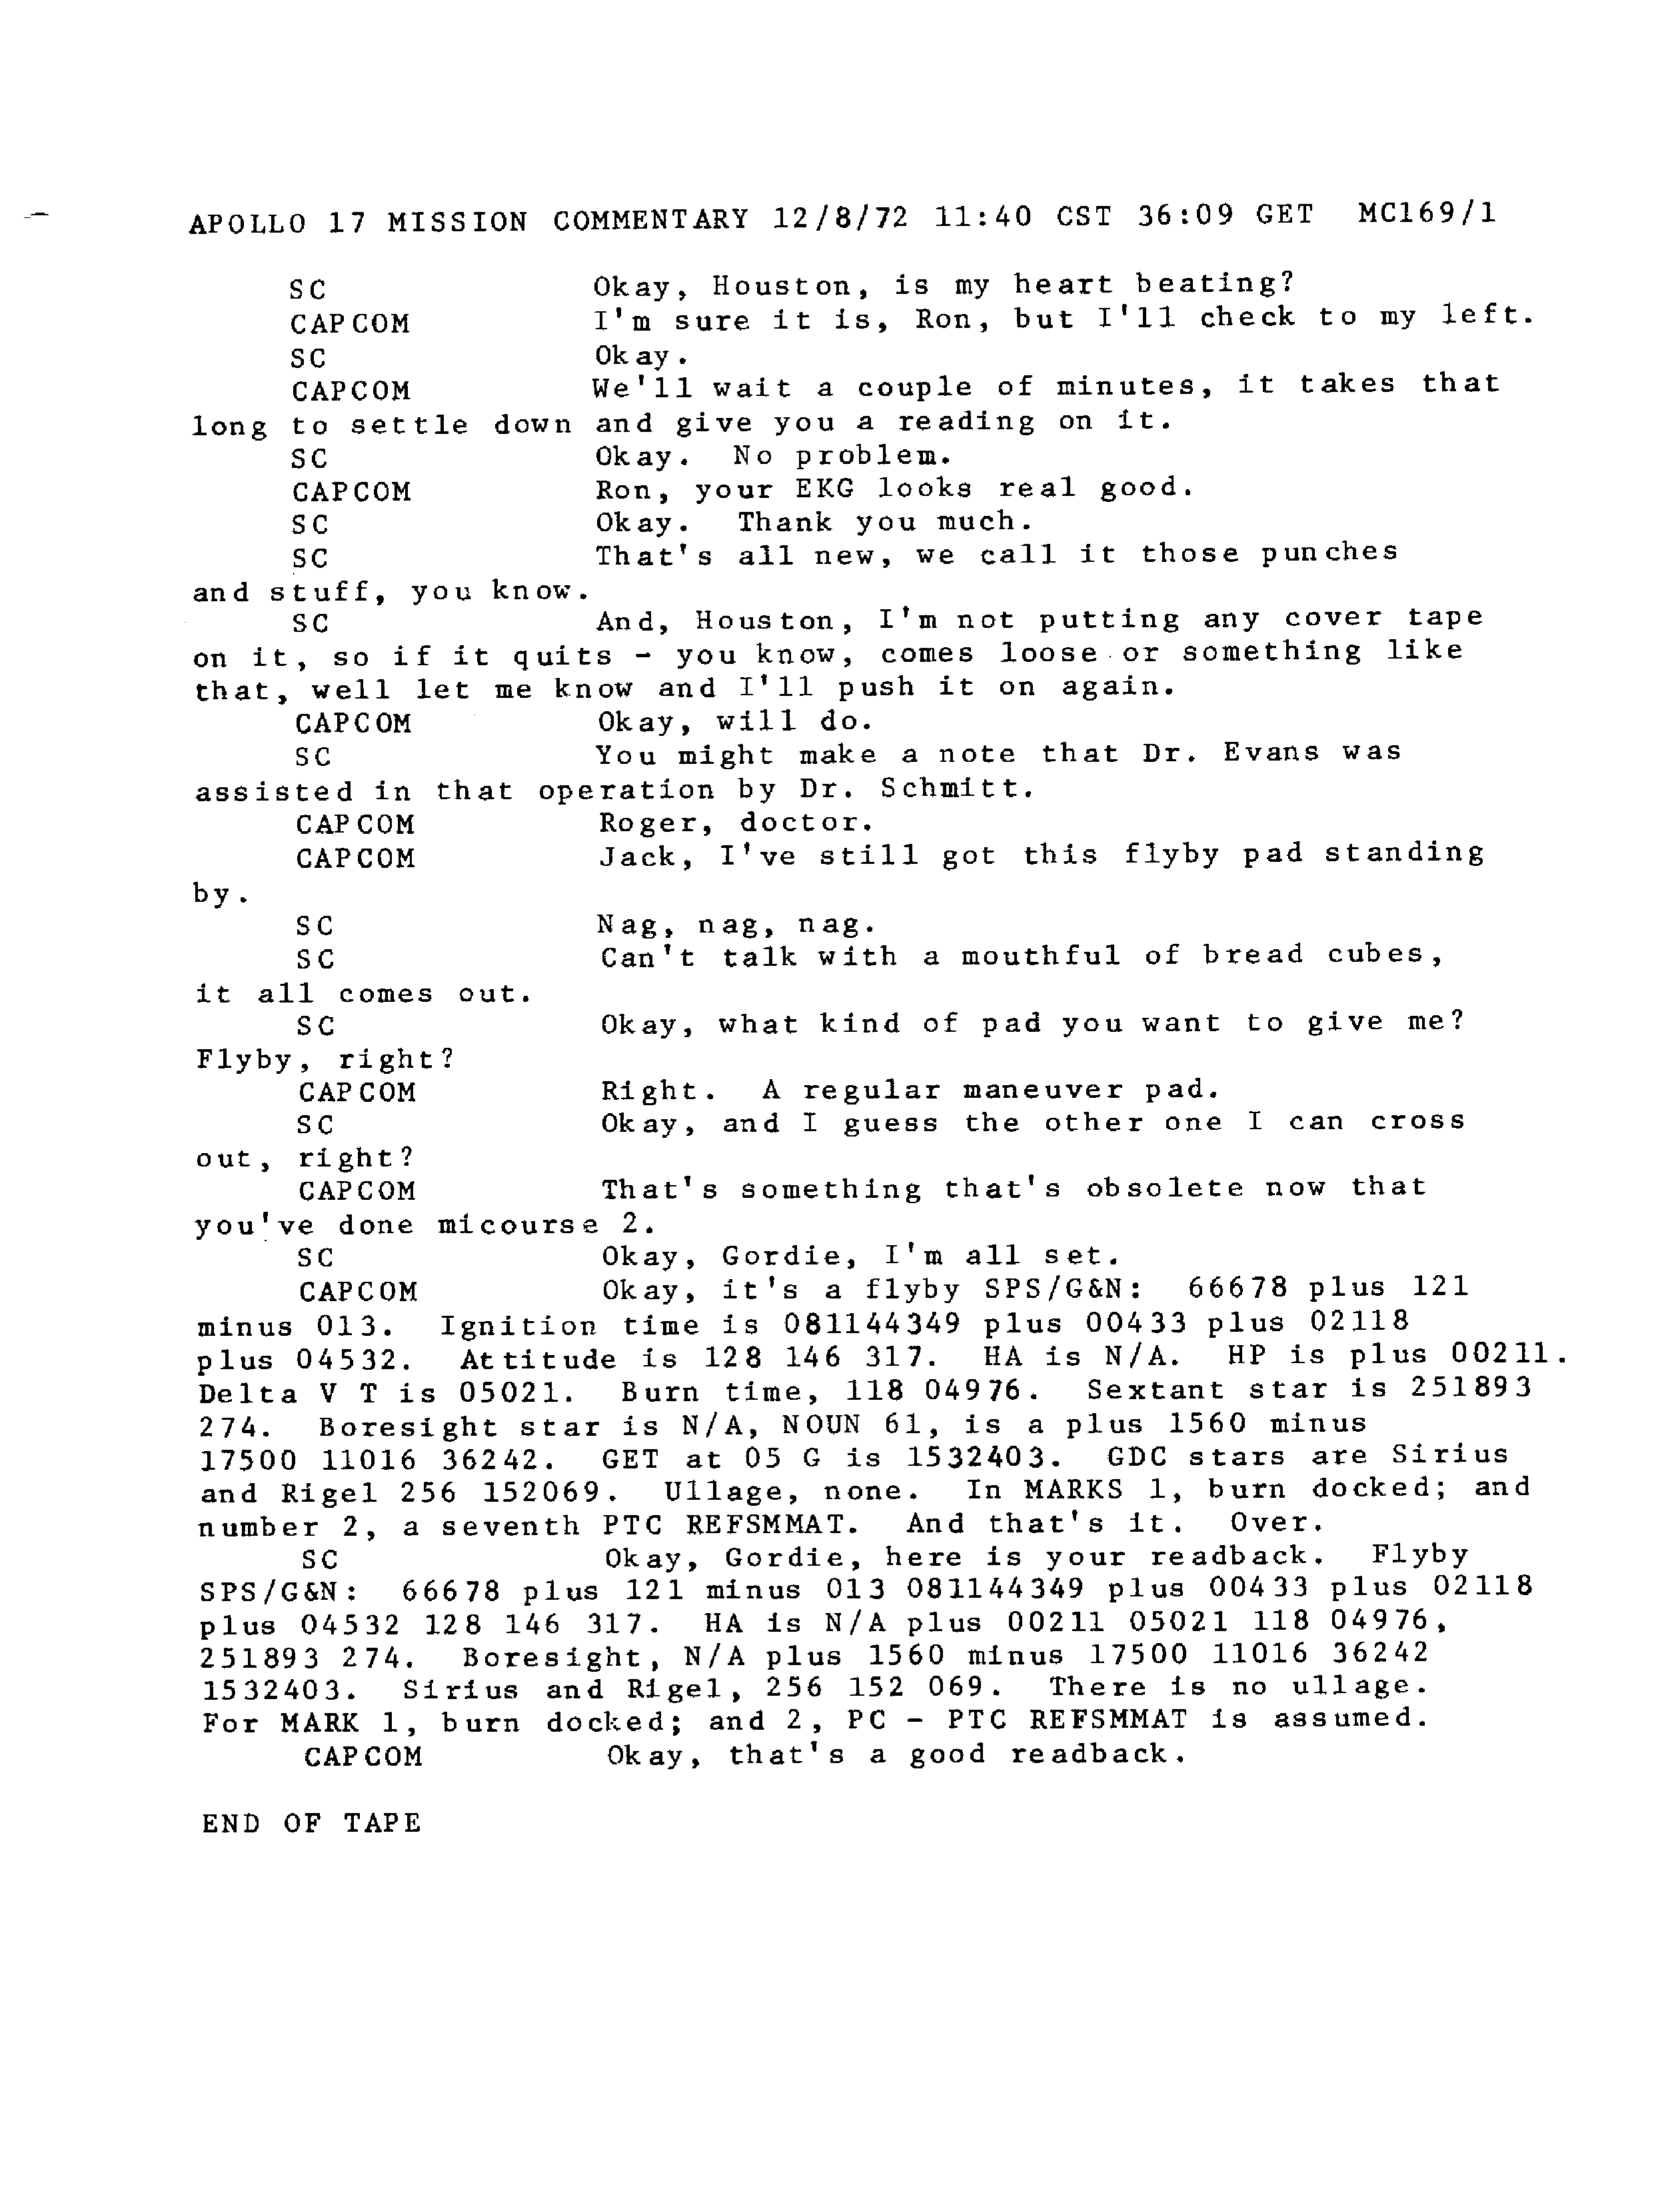 APOLLO 17 MISSION COMMENTARY 12/8/72 11:40 CST 36:09 GET MC169/1
SC Okay, Houston, is my heart beating?
CAPCOM I'm sure it is, Ron, but I'll check to my left.
SC Okay.
CAPCOM We'll wait a couple of minutes, it takes that
long to settle down and give you a reading on it.
SC Okay. No problem.
CAPCOM Ron, your EKG looks real good.
SC Okay. Thank you much.
SC That's all new, we call it those punches
and stuff, you know.
SC And, Houston, I'm not putting any cover tape
on it, so if it quits - you know, comes loose or something like
that, well let me know and I'll push it on again.
CAPCOM Okay, will do.
SC You might make a note that Dr. Evans was
assisted in that operation by Dr. Schmitt.
CAPCOM Roger, doctor.
CAPCOM Jack, I've still got this flyby pad standing
by.
SC Nag, nag, nag.
SC Can't talk with a mouthful of bread cubes,
it all comes out.
SC Okay, what kind of pad you want to give me?
Flyby, right?
CAPCOM Right. A regular maneuver pad.
SC Okay, and I guess the other one I can cross
out, right?
CAPCOM That's something that's obsolete now that
you've done micourse 2.
SC Okay, Gordie, I'm all set.
CAPCOM Okay, it's a flyby SPS/G&N: 66678 plus 121
minus 013. Ignition time is 081144349 plus 00433 plus 02118
plus 04532. Attitude is 128 146 317. HA is N/A. HP is plus 00211.
Delta V T is 05021. Burn time, 118 04976. Sextant star is 251893
274. Boresight star is N/A, NOUN 61, is a plus 1560 minus
17500 11016 36242. GET at 05 G is 1532403. GDC stars are Sirius
and Rigel 256 152069. Ullage, none. In MARKS 1, burn docked; and
number 2, a seventh PTC REFSMMAT. And that's it. Over.
SC Okay, Gordie, here is your readback. Flyby
SPS/G&N: 66678 plus 121 minus 013 081144349 plus 00433 plus 02118
plus 04532 128 146 317. HA is N/A plus 00211 05021 118 04976,
251893 274. Boresight, N/A plus 1560 minus 17500 11016 36242
1532403. Sirius and Rigel, 256 152 069. There is no ullage.
For MARK 1, burn docked; and 2, PC - PTC REFSMMAT is assumed.
CAPCOM Okay, that's a good readback.
END OF TAPE